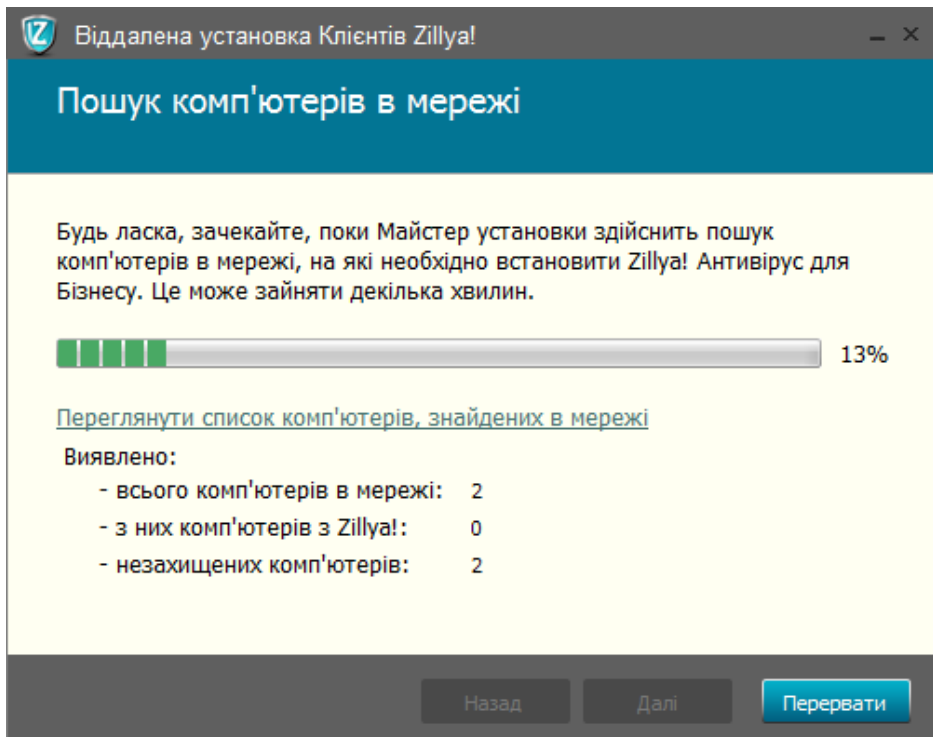 Віддалена установка Клієнтів Zillya!
Пошук комп'ютерів в мережі
Будь ласка, зачекайте, поки Майстер установки здійснить пошук
комп'ютерів в мережі, на які необхідно встановити Zillya! Антивірус для
Бізнесу. Це може зайняти декілька хвилин.
13%
Переглянути список комп'ютерів, знайдених в мережі
Виявлено:
- всього комп'ютерів в мережі: 2
- з них комп'ютерів з Zillya!: 0
- незахищених комп'ютерів: 2
Назад Далі Перервати